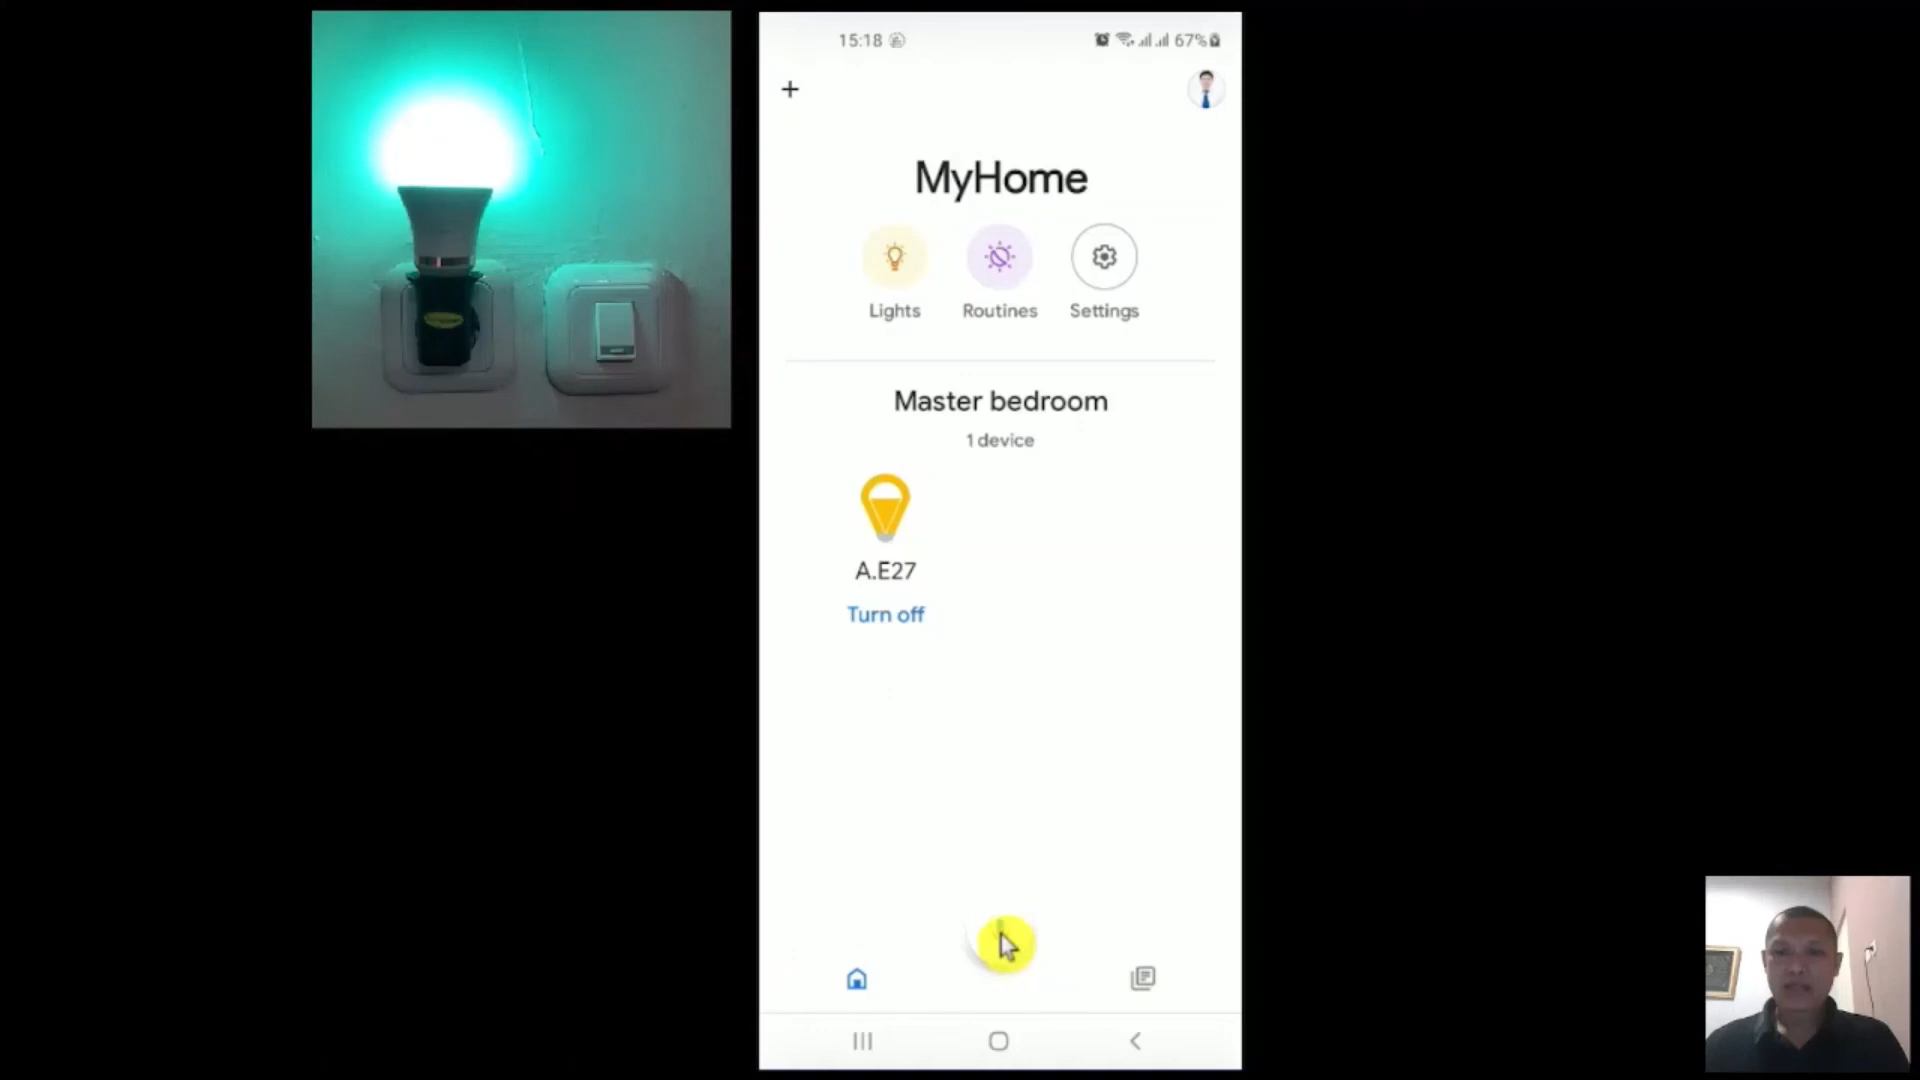 15:18
67%
+
MyHome
Lights
Routines
Settings
Master bedroom
1 device
A.E27
Turn off